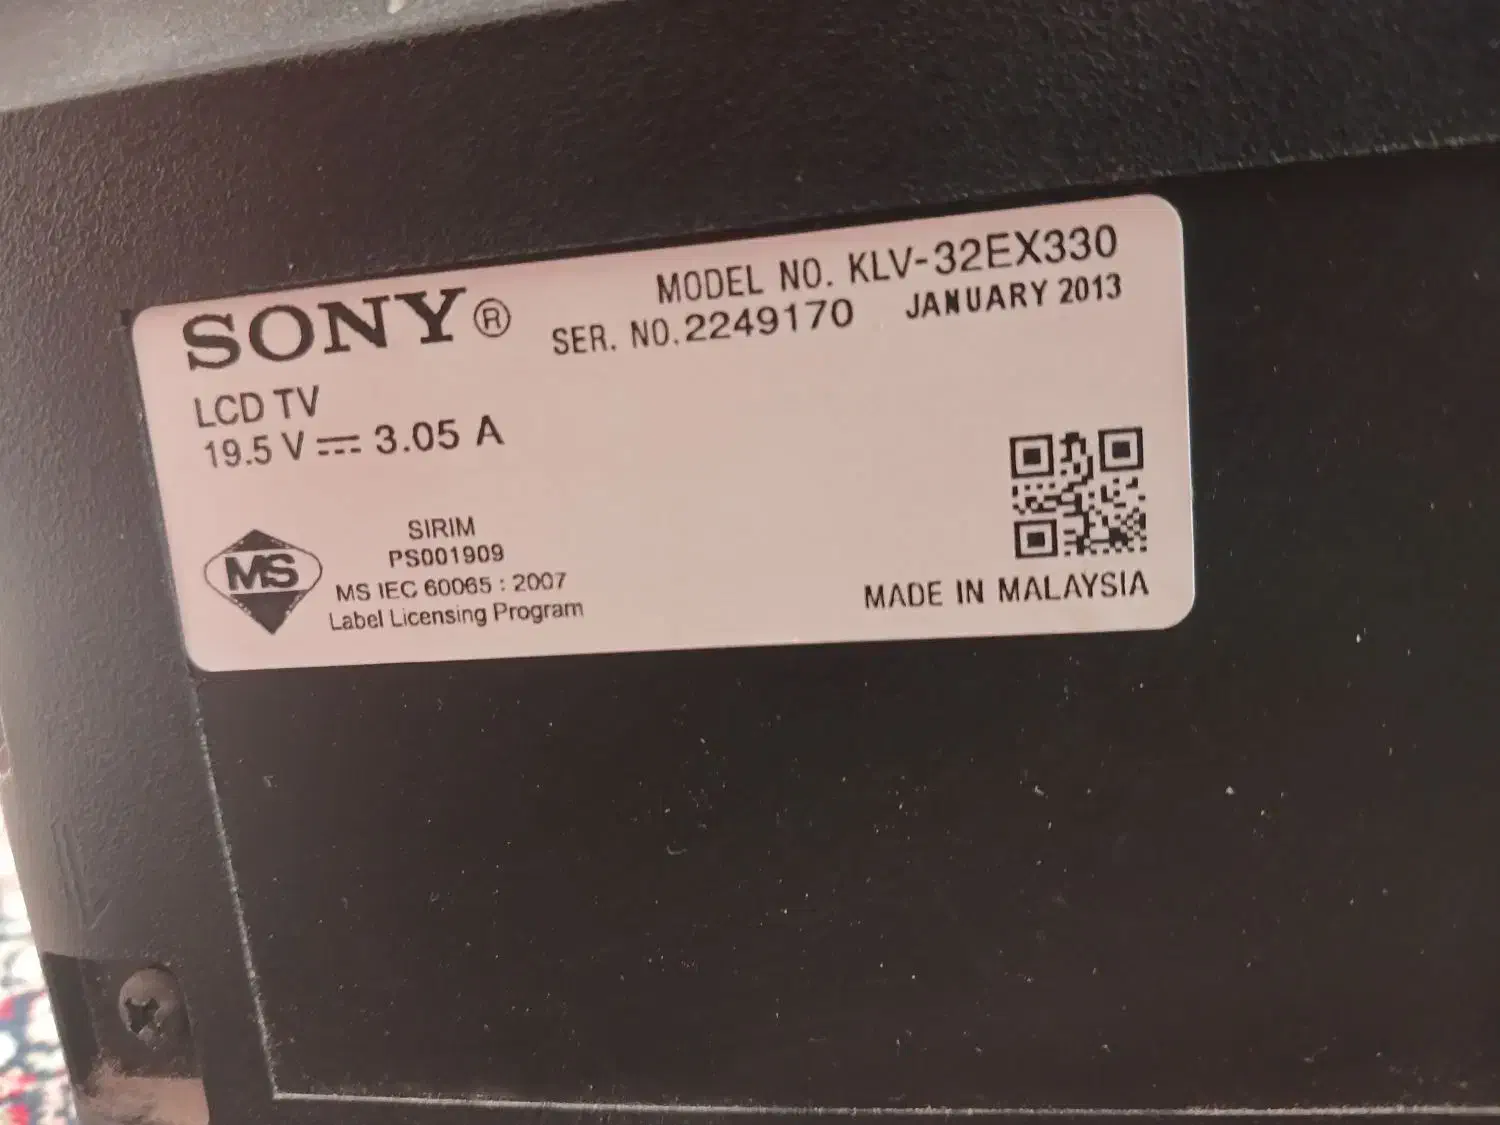 SONY®
MODEL NO. KLV-32EX330
SER. NO. 2249170 JANUARY 2013
LCD TV
19.5 V ⎓ 3.05 A
MS
SIRIM
PS001909
MS IEC 60065 : 2007
Label Licensing Program
MADE IN MALAYSIA